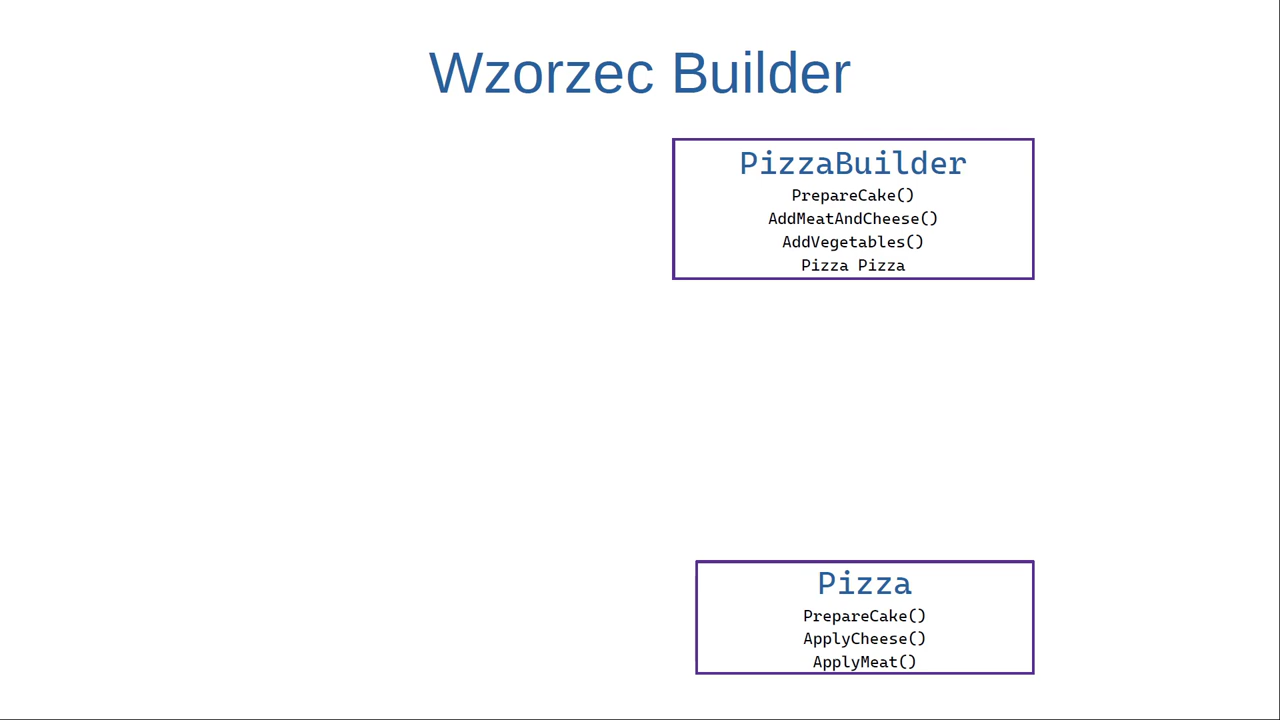 Wzorzec Builder
PizzaBuilder
PrepareCake()
AddMeatAndCheese()
AddVegetables()
Pizza Pizza
Pizza
PrepareCake()
ApplyCheese()
ApplyMeat()